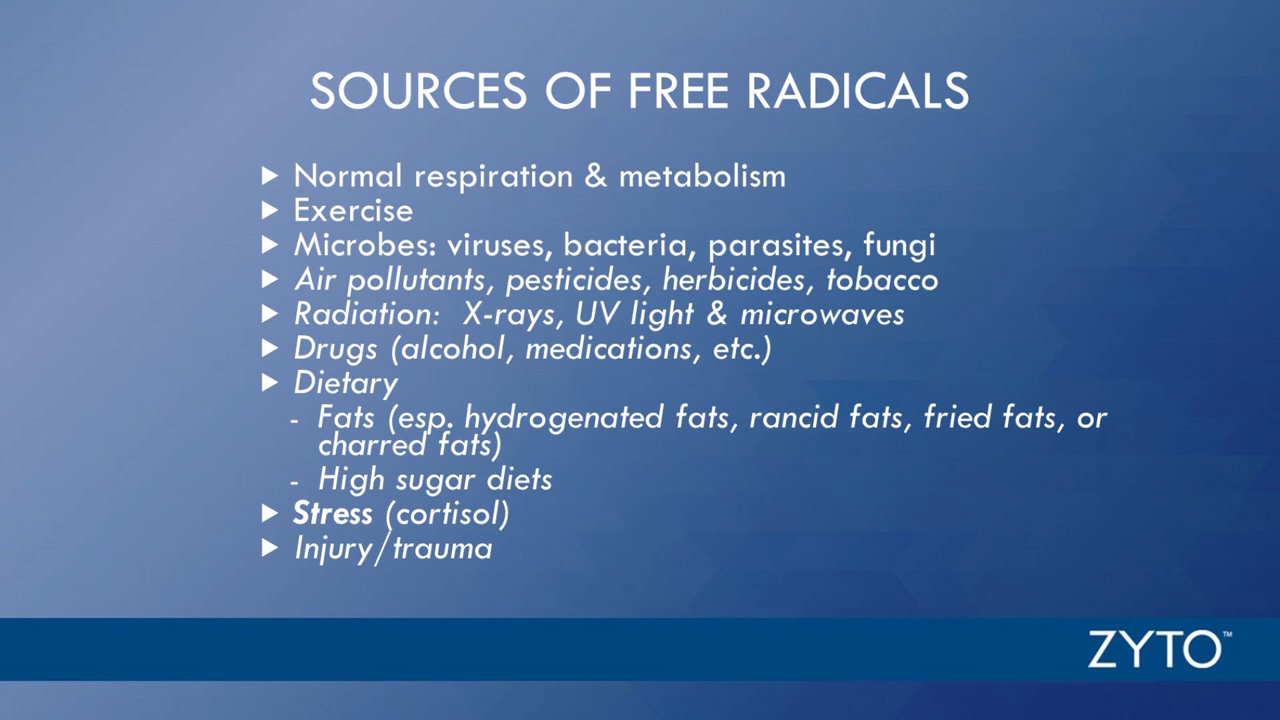 SOURCES OF FREE RADICALS
Normal respiration & metabolism
Exercise
Microbes: viruses, bacteria, parasites, fungi
Air pollutants, pesticides, herbicides, tobacco
Radiation:  X-rays, UV light & microwaves
Drugs (alcohol, medications, etc.)
Dietary
- Fats (esp. hydrogenated fats, rancid fats, fried fats, or
charred fats)
- High sugar diets
Stress (cortisol)
Injury/trauma
ZYTO™